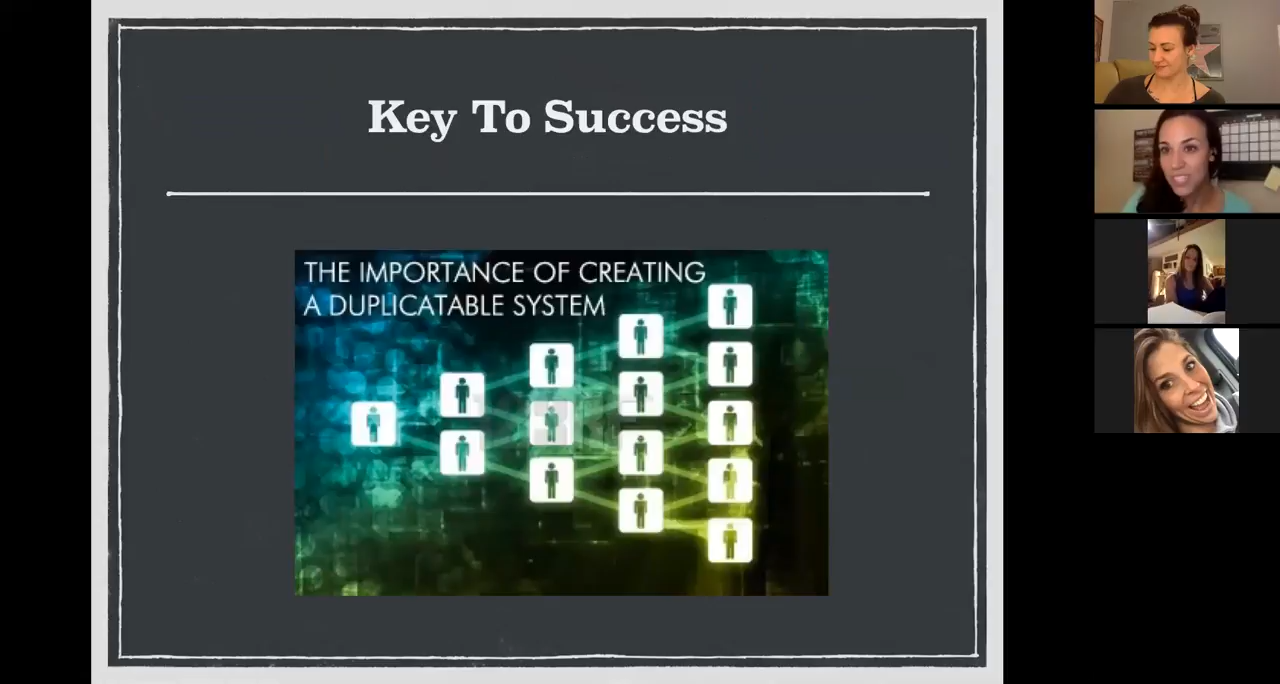 Key To Success
THE IMPORTANCE OF CREATING
A DUPLICATABLE SYSTEM